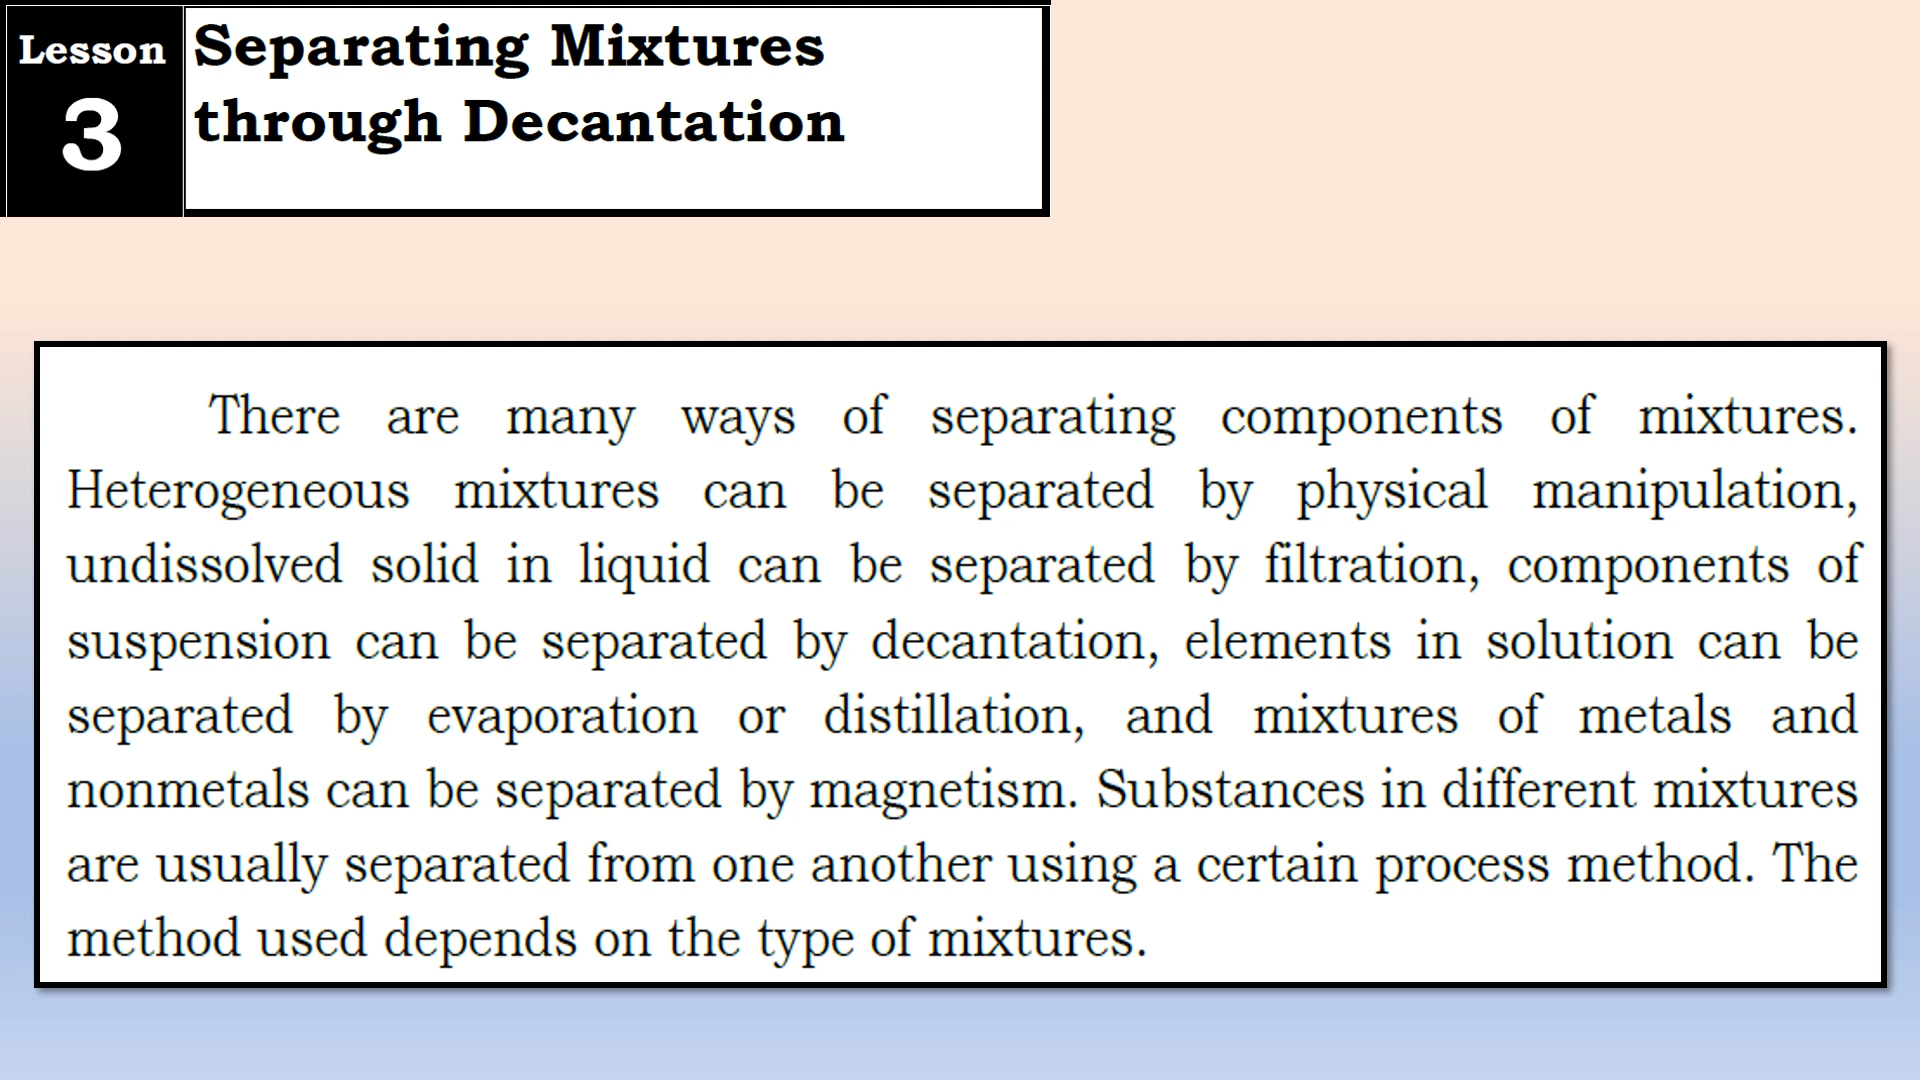 Lesson
3
Separating Mixtures
through Decantation
There are many ways of separating components of mixtures.
Heterogeneous mixtures can be separated by physical manipulation,
undissolved solid in liquid can be separated by filtration, components of
suspension can be separated by decantation, elements in solution can be
separated by evaporation or distillation, and mixtures of metals and
nonmetals can be separated by magnetism. Substances in different mixtures
are usually separated from one another using a certain process method. The
method used depends on the type of mixtures.